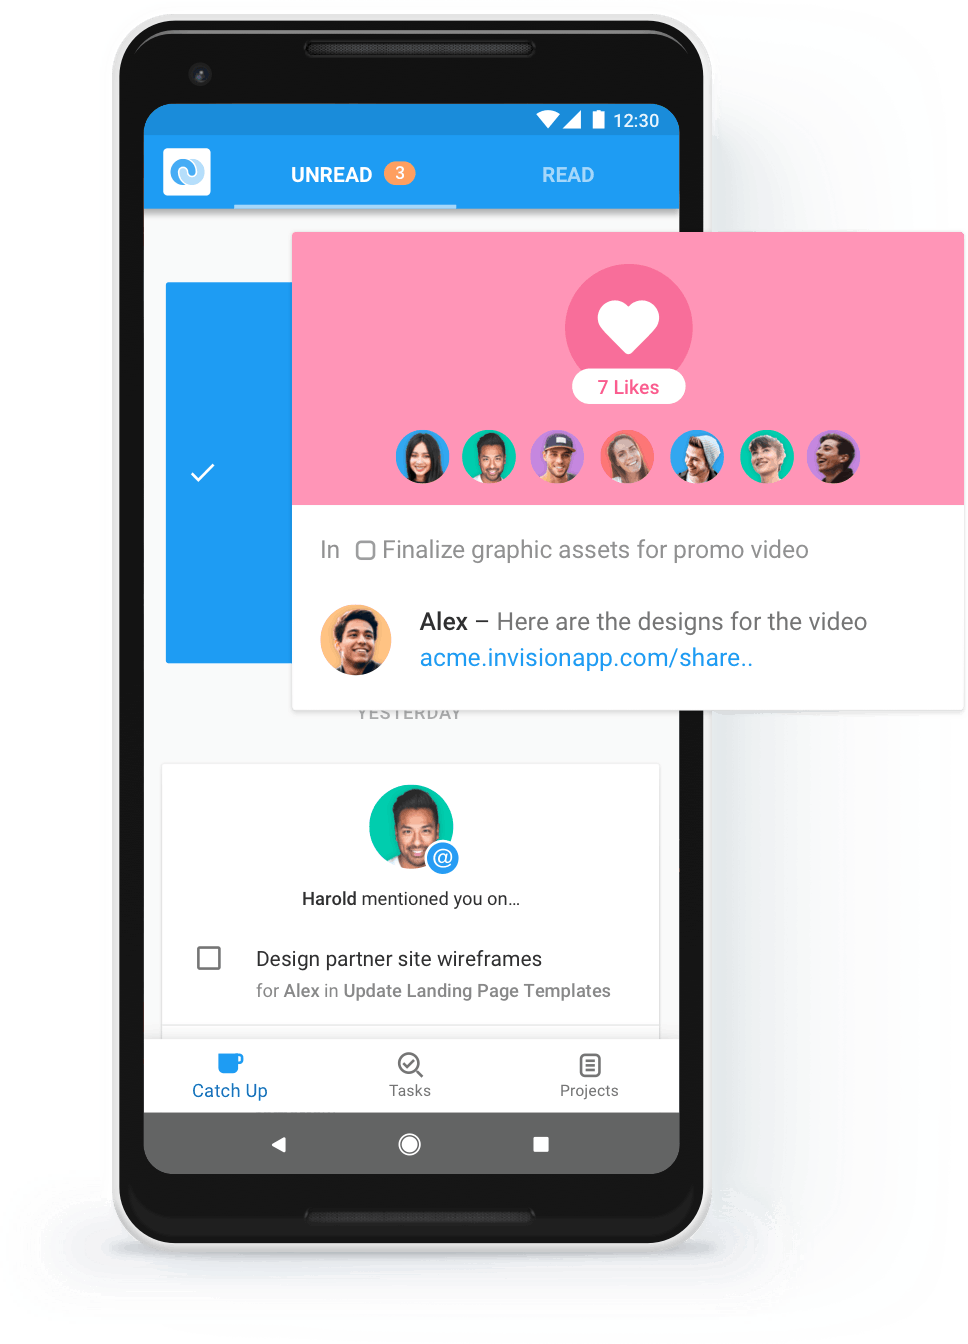 12:30
UNREAD 3 READ
7 Likes
In Finalize graphic assets for promo video
Alex – Here are the designs for the video
acme.invisionapp.com/share..
YESTERDAY
@
Harold mentioned you on...
Design partner site wireframes
for Alex in Update Landing Page Templates
Catch Up Tasks Projects